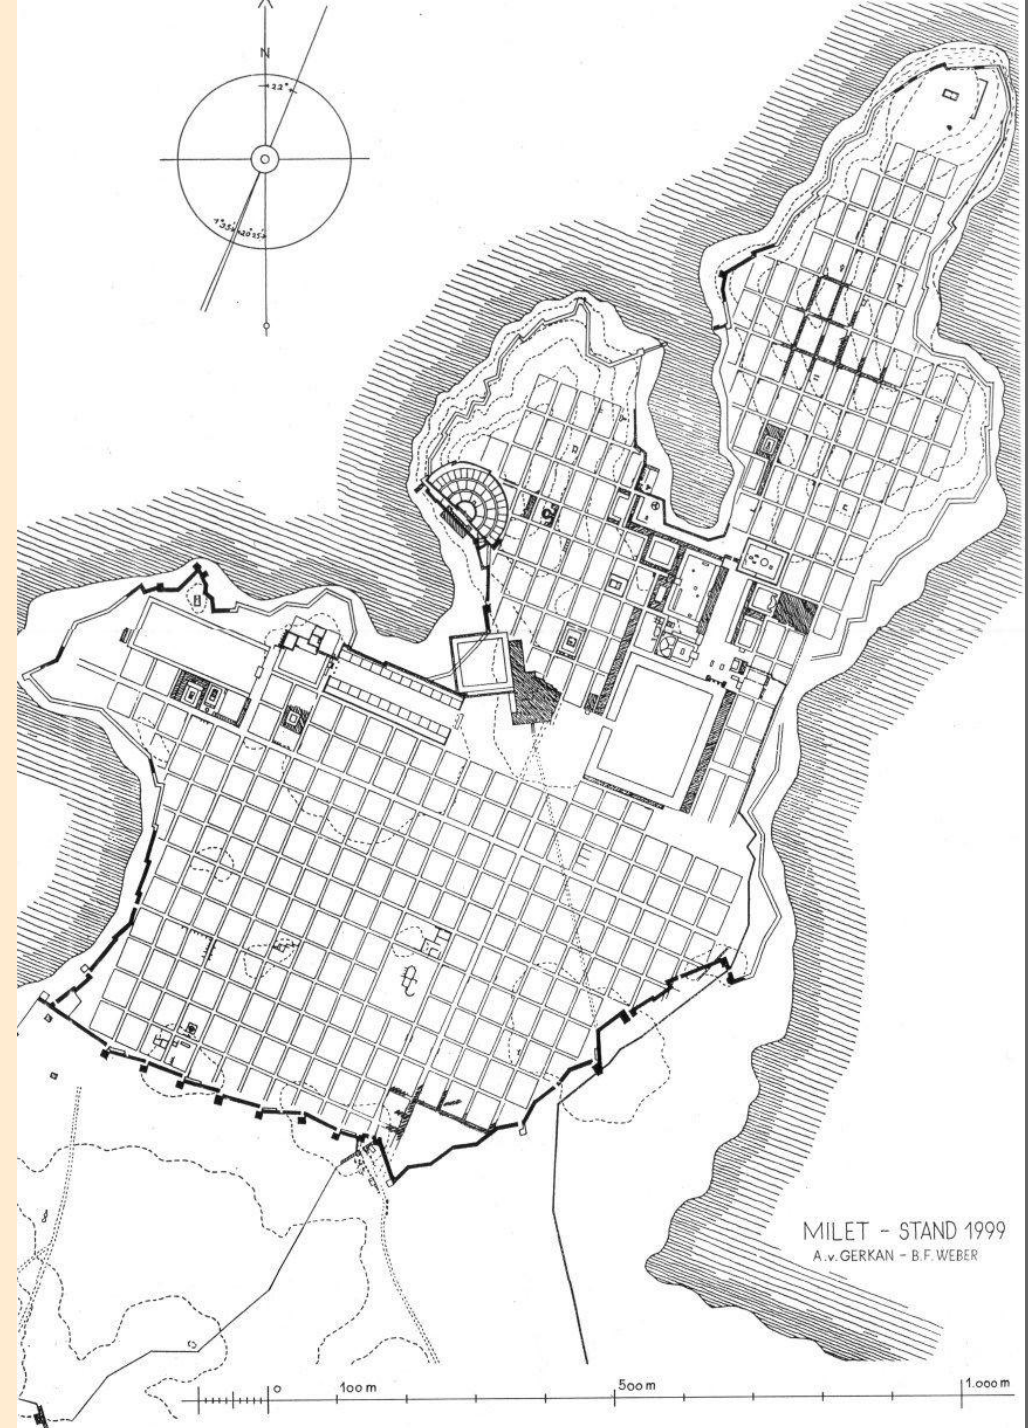 N
22°
MILET - STAND 1999
A.v. GERKAN - B.F. WEBER
0 100 m 500 m 1.000 m